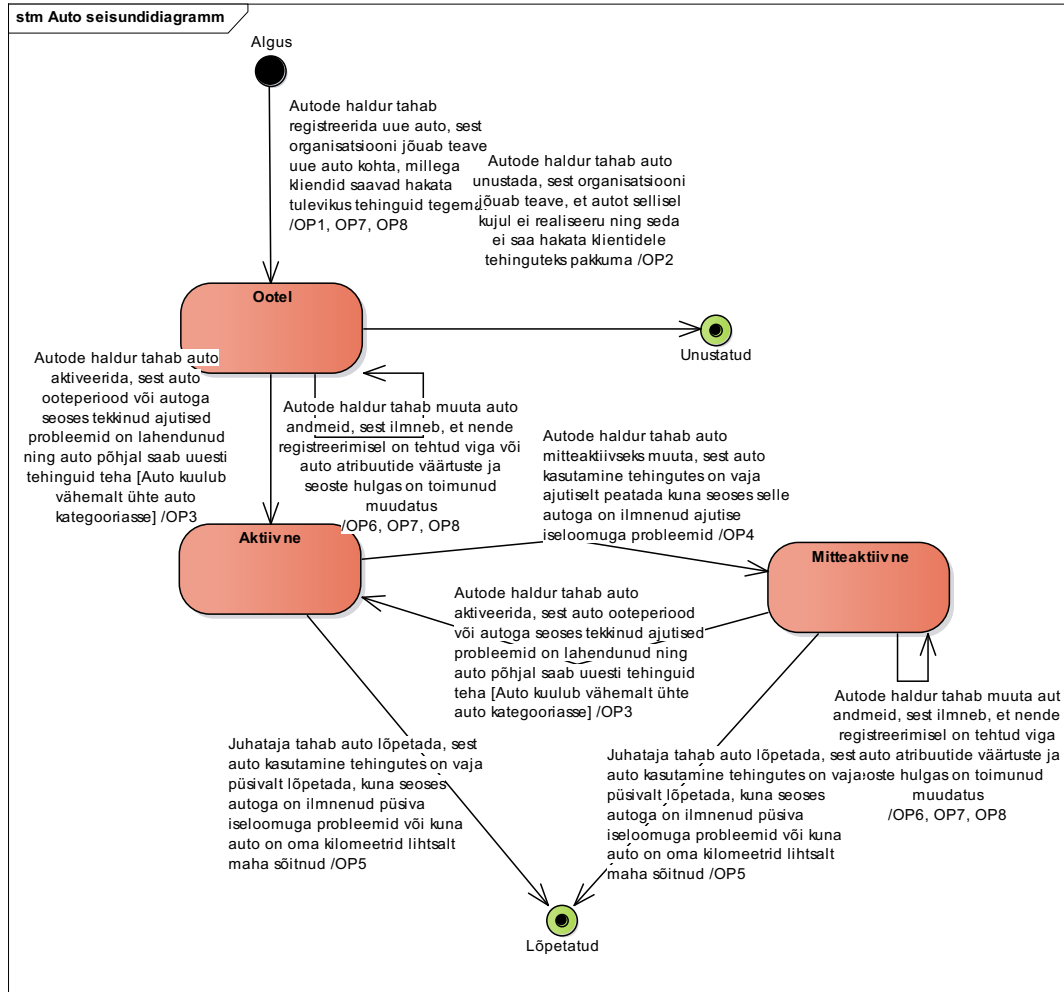 stm Auto seisundidiagramm
Algus
Autode haldur tahab
registreerida uue auto, sest
organisatsiooni jõuab teave
uue auto kohta, millega
kliendid saavad hakata
tulevikus tehinguid tegema
/OP1, OP7, OP8
Autode haldur tahab auto
unustada, sest organisatsiooni
jõuab teave, et autot sellisel
kujul ei realiseeru ning seda
ei saa hakata klientidele
tehinguteks pakkuma /OP2
Ootel
Unustatud
Autode haldur tahab auto
aktiveerida, sest auto
ooteperiood või autoga
seoses tekkinud ajutised
probleemid on lahendunud
ning auto põhjal saab uuesti
tehinguid teha [Auto kuulub
vähemalt ühte auto
kategooriasse] /OP3
Autode haldur tahab muuta auto
andmeid, sest ilmneb, et nende
registreerimisel on tehtud viga või
auto atribuutide väärtuste ja
seoste hulgas on toimunud
muudatus
/OP6, OP7, OP8
Autode haldur tahab auto
mitteaktiivseks muuta, sest auto
kasutamine tehingutes on vaja
ajutiselt peatada kuna seoses selle
autoga on ilmnenud ajutise
iseloomuga probleemid /OP4
Aktiivne
Mitteaktiivne
Autode haldur tahab auto
aktiveerida, sest auto ooteperiood
või autoga seoses tekkinud ajutised
probleemid on lahendunud ning
auto põhjal saab uuesti tehinguid
teha [Auto kuulub vähemalt ühte
auto kategooriasse] /OP3
Autode haldur tahab muuta aut
andmeid, sest ilmneb, et nende
registreerimisel on tehtud viga
auto atribuutide väärtuste ja
eoste hulgas on toimunud
muudatus
/OP6, OP7, OP8
Juhataja tahab auto lõpetada, sest
auto kasutamine tehingutes on vaja
püsivalt lõpetada, kuna seoses
autoga on ilmnenud püsiva
iseloomuga probleemid või kuna
auto on oma kilomeetrid lihtsalt
maha sõitnud /OP5
Juhataja tahab auto lõpetada, sest
auto kasutamine tehingutes on vaja
püsivalt lõpetada, kuna seoses
autoga on ilmnenud püsiva
iseloomuga probleemid või kuna
auto on oma kilomeetrid lihtsalt
maha sõitnud /OP5
Lõpetatud